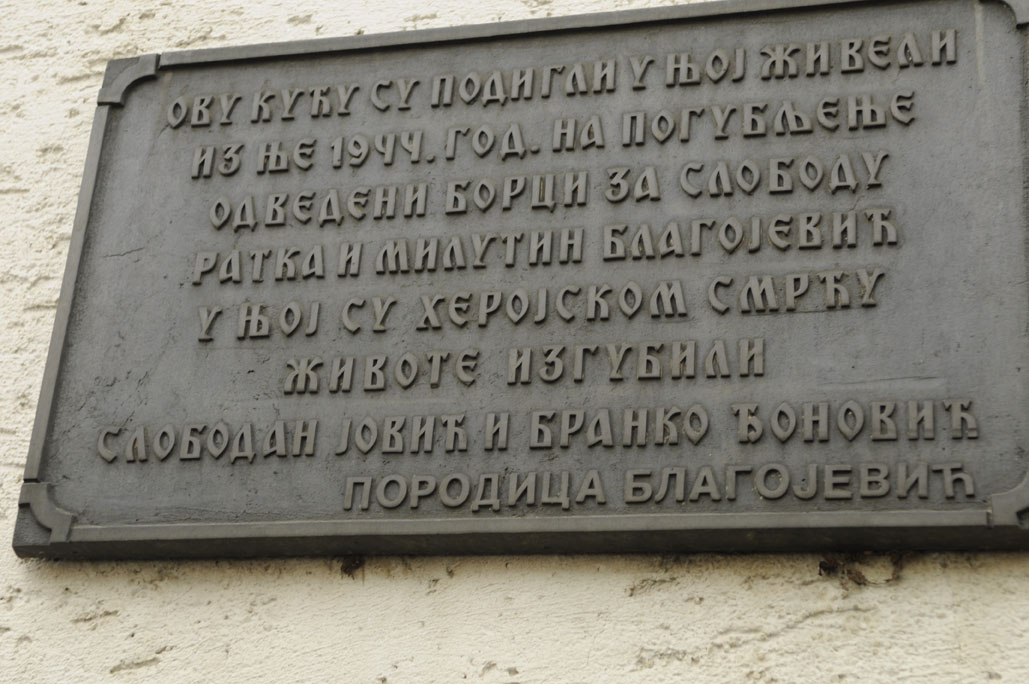 ОВУ КУЋУ СУ ПОДИГЛИ У ЊОЈ ЖИВЕЛИ
ИЗ ЊЕ 1944. ГОД. НА ПОГУБЉЕЊЕ
ОДВЕДЕНИ БОРЦИ ЗА СЛОБОДУ
РАТКА И МИЛУТИН БЛАГОЈЕВИЋ
У ЊОЈ СУ ХЕРОЈСКОМ СМРЋУ
ЖИВОТЕ ИЗГУБИЛИ
СЛОБОДАН ЈОВИЋ И БРАНКО ЂОНОВИЋ
ПОРОДИЦА БЛАГОЈЕВИЋ